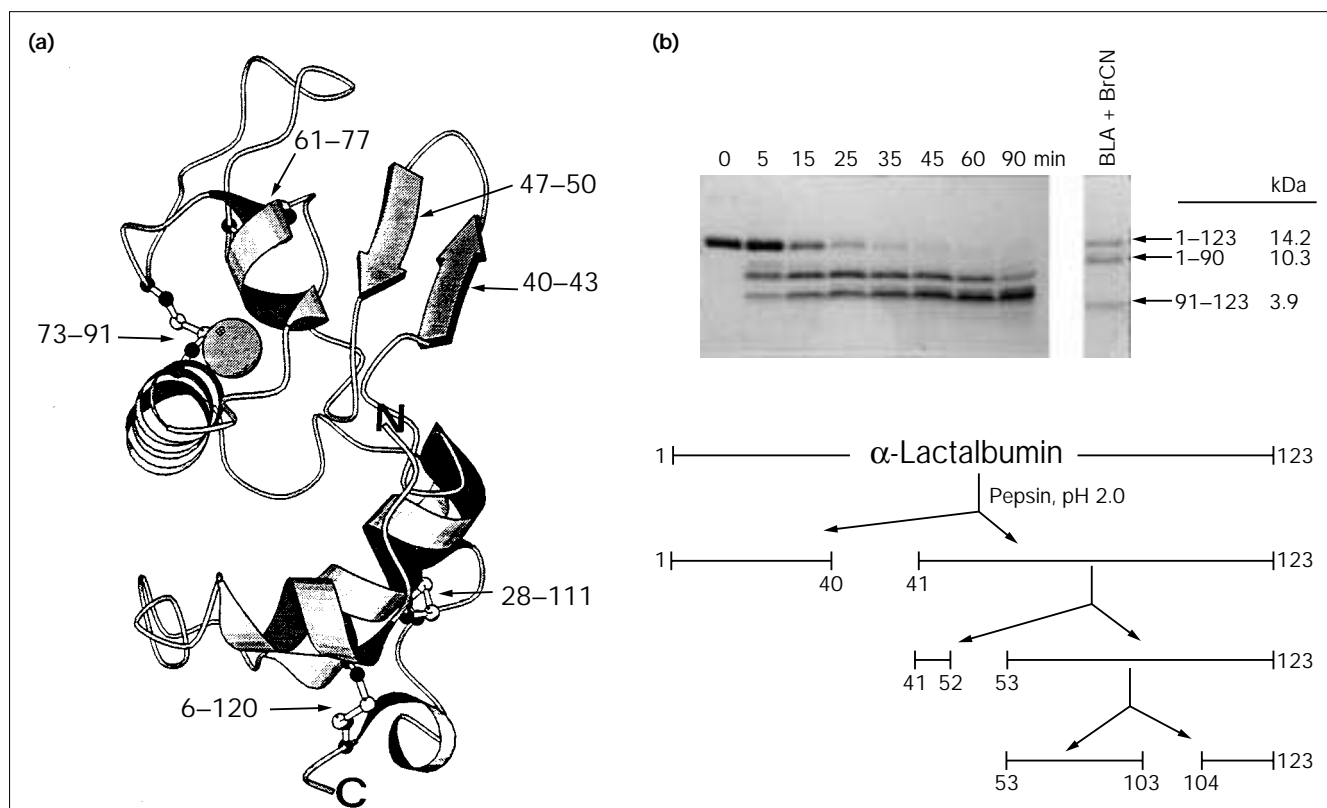 (a)
61–77
47–50
40–43
73–91
N
28–111
6–120
C
(b)
BLA + BrCN
0 5 15 25 35 45 60 90 min
kDa
1–123 14.2
1–90 10.3
91–123 3.9
1 α-Lactalbumin 123
Pepsin, pH 2.0
1 123
40 41
123
41 52 53
123
53 103 104